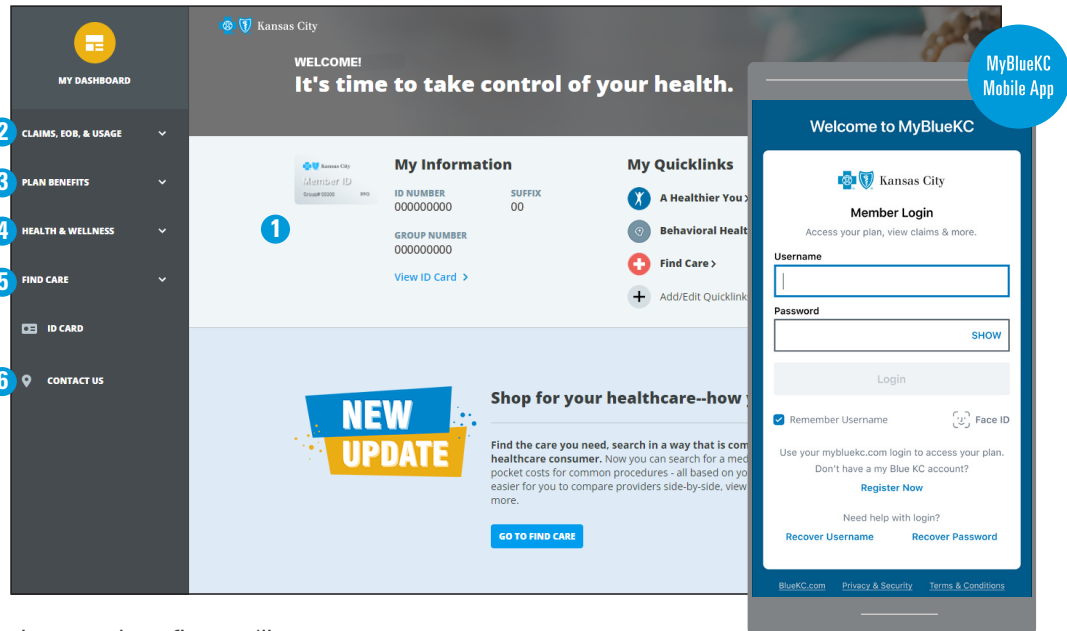 MyBlueKC
Mobile App
MY DASHBOARD
2 CLAIMS, EOB, & USAGE
3 PLAN BENEFITS
4 HEALTH & WELLNESS
5 FIND CARE
ID CARD
6 CONTACT US
Kansas City
WELCOME!
It's time to take control of your health.
1
Kansas City
Member ID
My Information
ID NUMBER SUFFIX
000000000 00
GROUP NUMBER
000000000
View ID Card >
My Quicklinks
A Healthier You >
Behavioral Healt
Find Care >
Add/Edit Quicklink
NEW
UPDATE
Shop for your healthcare--how
Find the care you need, search in a way that is com
healthcare consumer. Now you can search for a med
pocket costs for common procedures - all based on yo
easier for you to compare providers side-by-side, view
more.
GO TO FIND CARE
Welcome to MyBlueKC
Kansas City
Member Login
Access your plan, view claims & more.
Username
Password
SHOW
Login
Remember Username Face ID
Use your mybluekc.com login to access your plan.
Don't have a my Blue KC account?
Register Now
Need help with login?
Recover Username Recover Password
BlueKC.com Privacy & Security Terms & Conditions